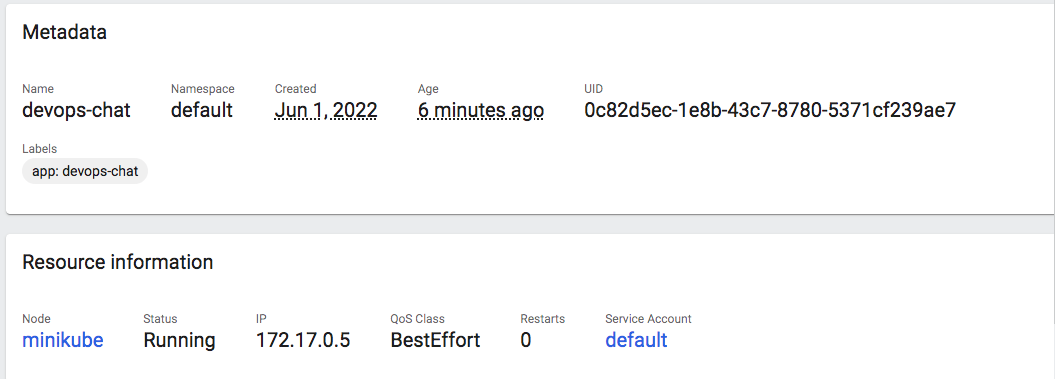 Metadata
Name Namespace Created Age UID
devops-chat default Jun 1, 2022 6 minutes ago 0c82d5ec-1e8b-43c7-8780-5371cf239ae7
Labels
app: devops-chat
Resource information
Node Status IP QoS Class Restarts Service Account
minikube Running 172.17.0.5 BestEffort 0 default